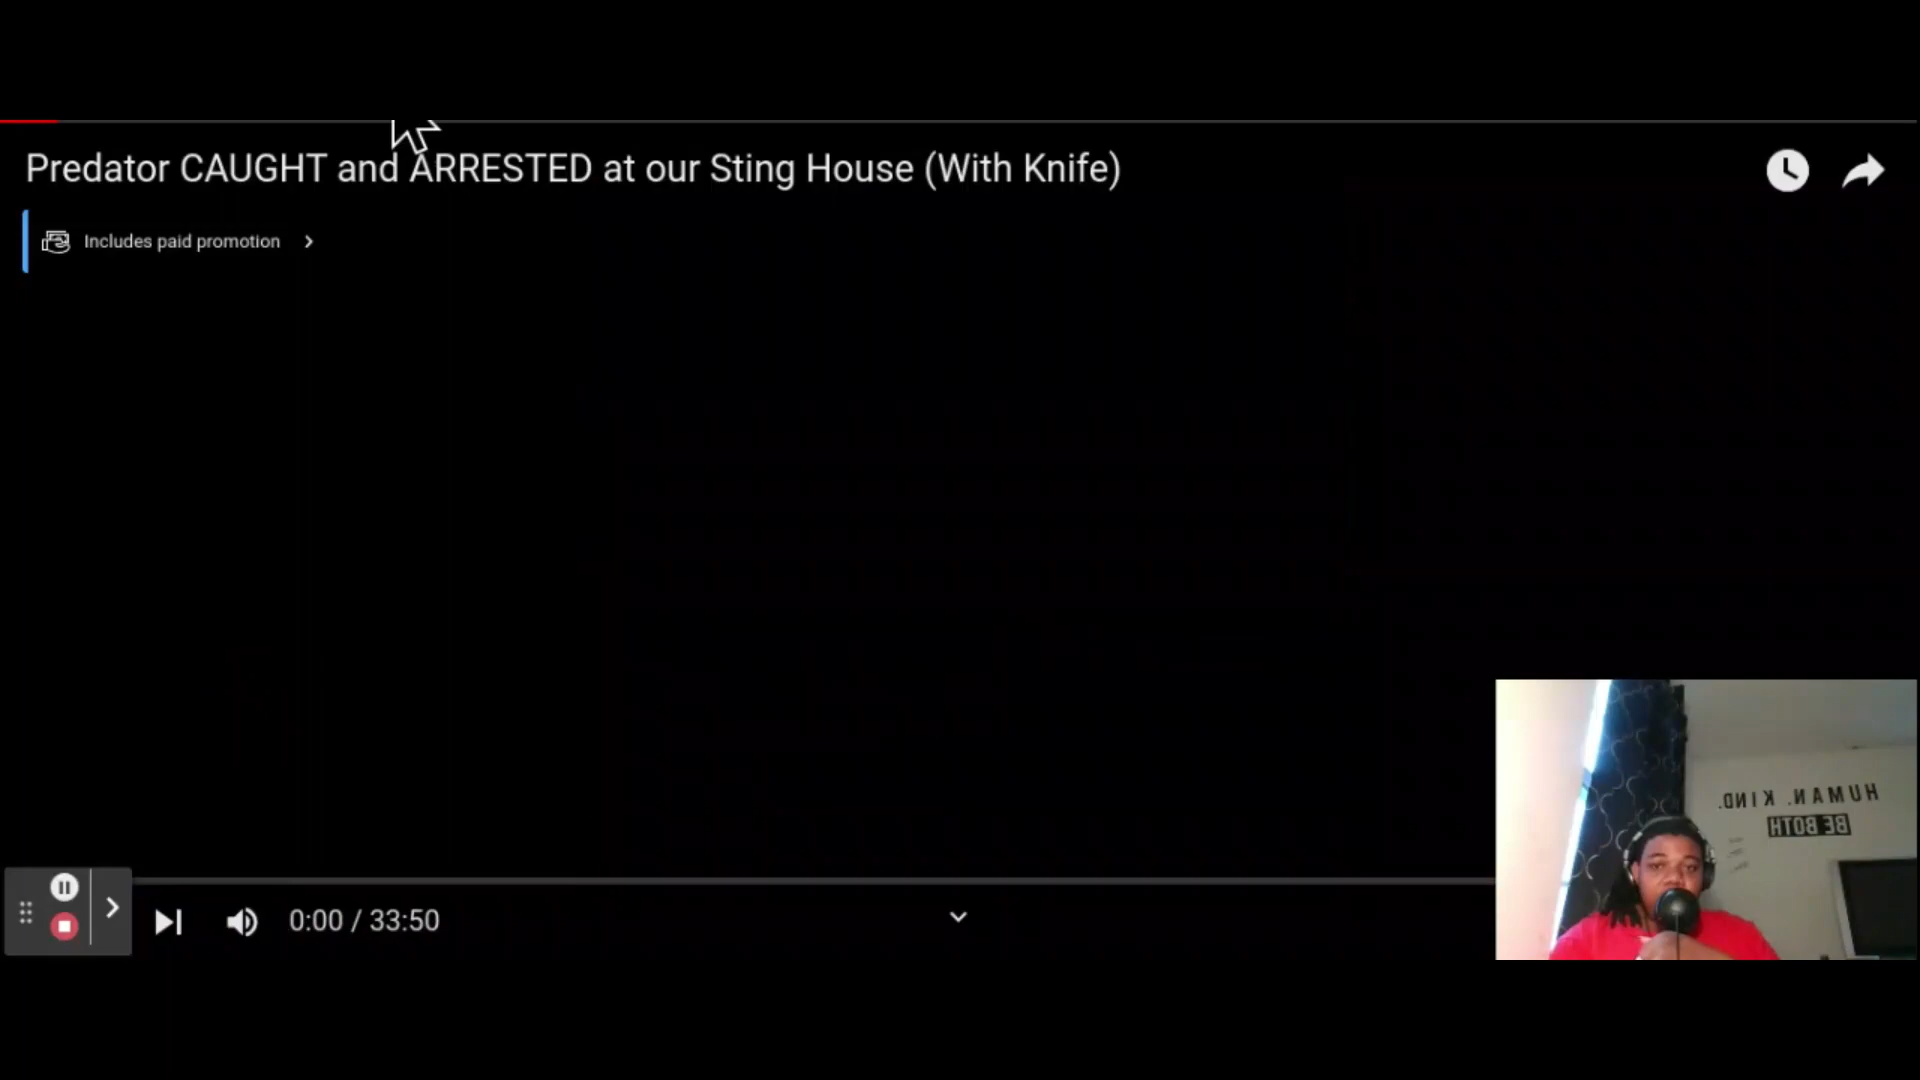 Predator CAUGHT and ARRESTED at our Sting House (With Knife)
Includes paid promotion
HUMAN. KIND.
BE BOTH
0:00 / 33:50